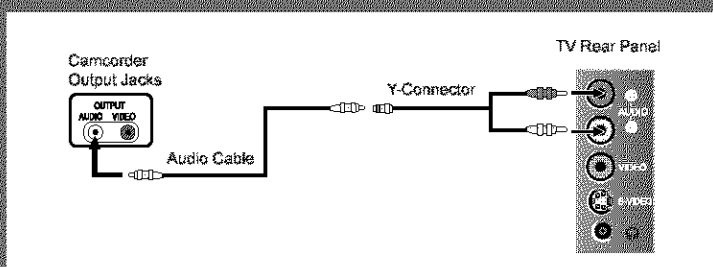 TV Rear Panel
Camcorder
Output Jacks
OUTPUT
AUDIO VIDEO
Y-Connector
Audio Cable
AUDIO
VIDEO
S-VIDEO